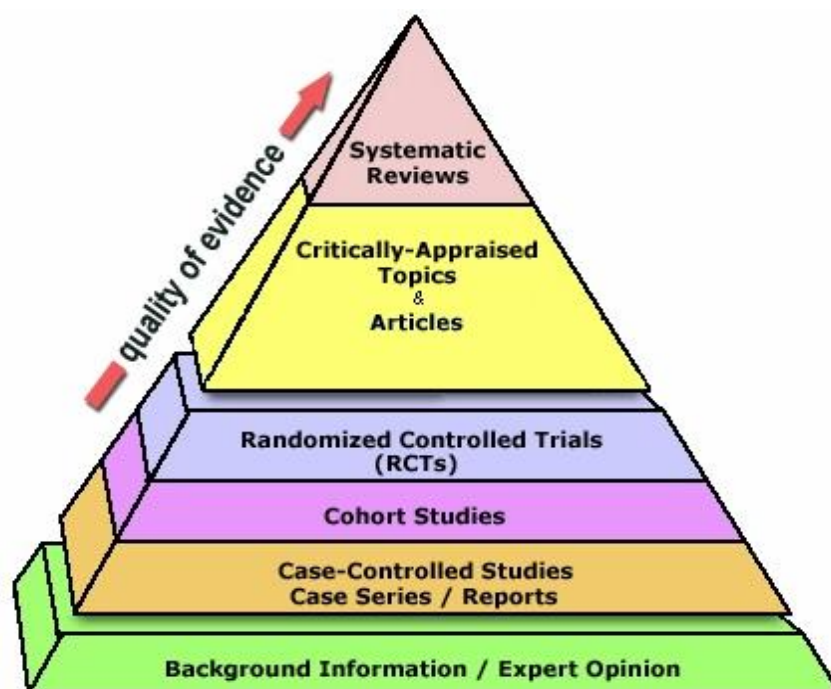 quality of evidence
Systematic
Reviews
Critically-Appraised
Topics
&
Articles
Randomized Controlled Trials
(RCTs)
Cohort Studies
Case-Controlled Studies
Case Series / Reports
Background Information / Expert Opinion